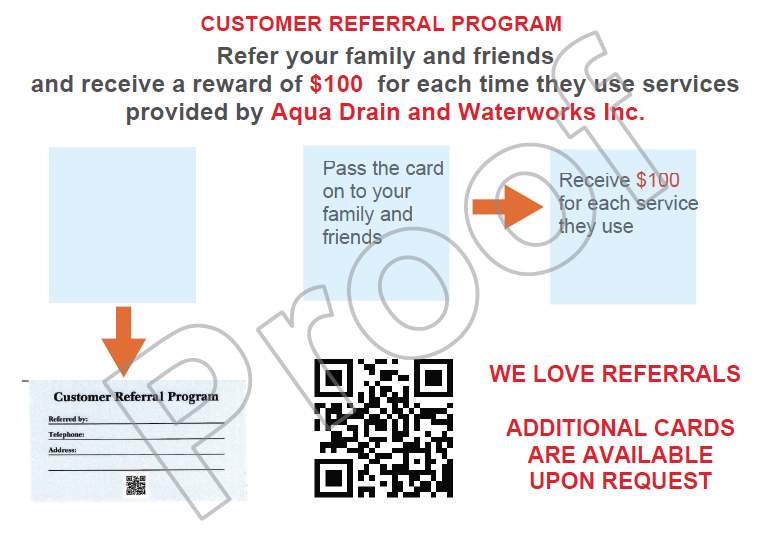 CUSTOMER REFERRAL PROGRAM
Refer your family and friends
and receive a reward of $100 for each time they use services
provided by Aqua Drain and Waterworks Inc.
Pass the card
on to your
family and
friends
Receive $100
for each service
they use
Customer Referral Program
Referred by:
Telephone:
Address:
WE LOVE REFERRALS
ADDITIONAL CARDS
ARE AVAILABLE
UPON REQUEST
Proof